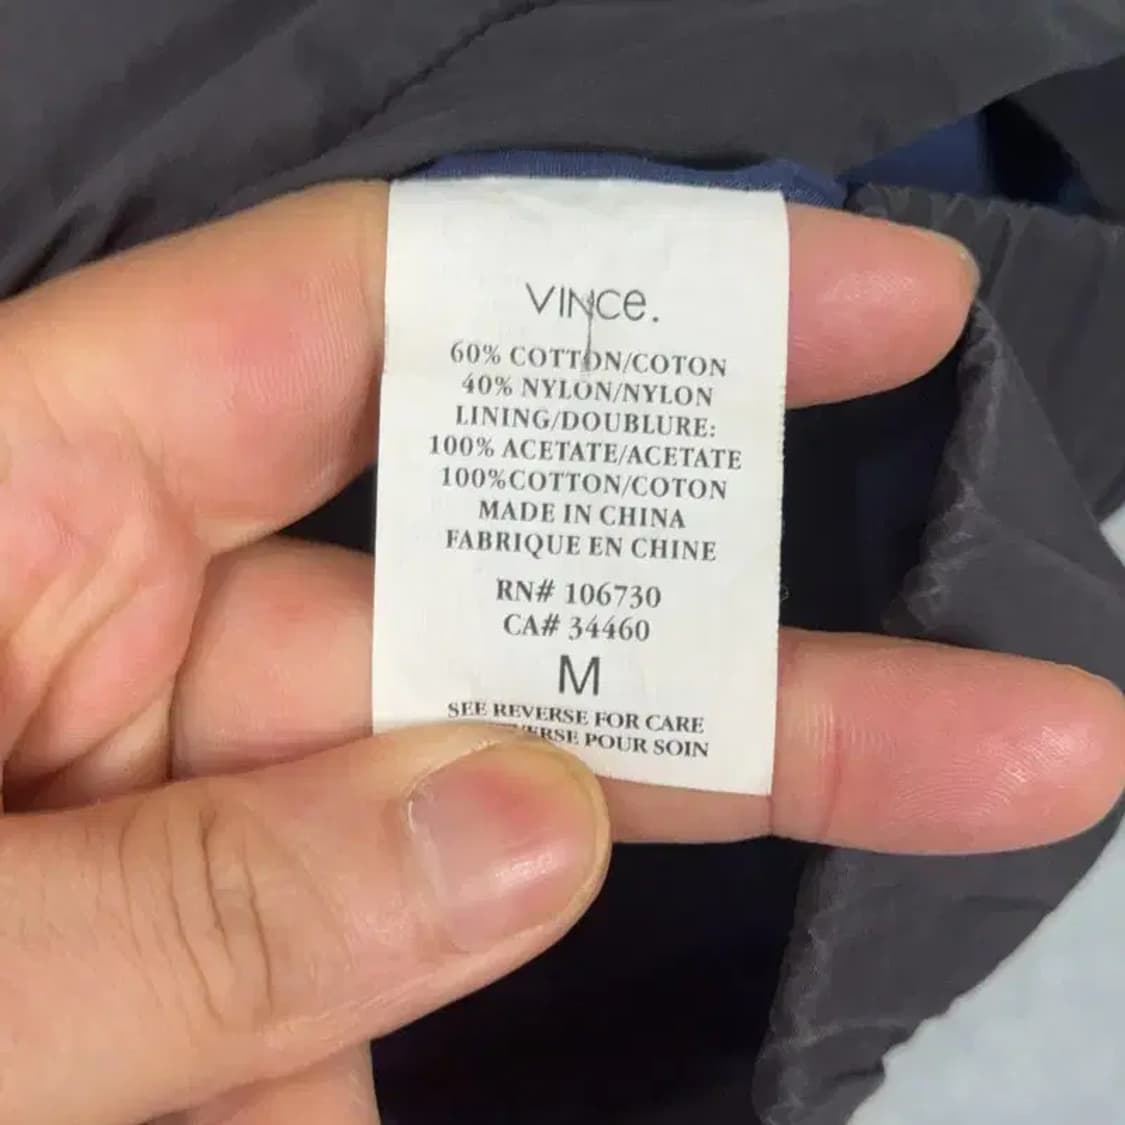 VINCE.
60% COTTON/COTON
40% NYLON/NYLON
LINING/DOUBLURE:
100% ACETATE/ACETATE
100%COTTON/COTON
MADE IN CHINA
FABRIQUE EN CHINE
RN# 106730
CA# 34460
M
SEE REVERSE FOR CARE
POUR SOIN